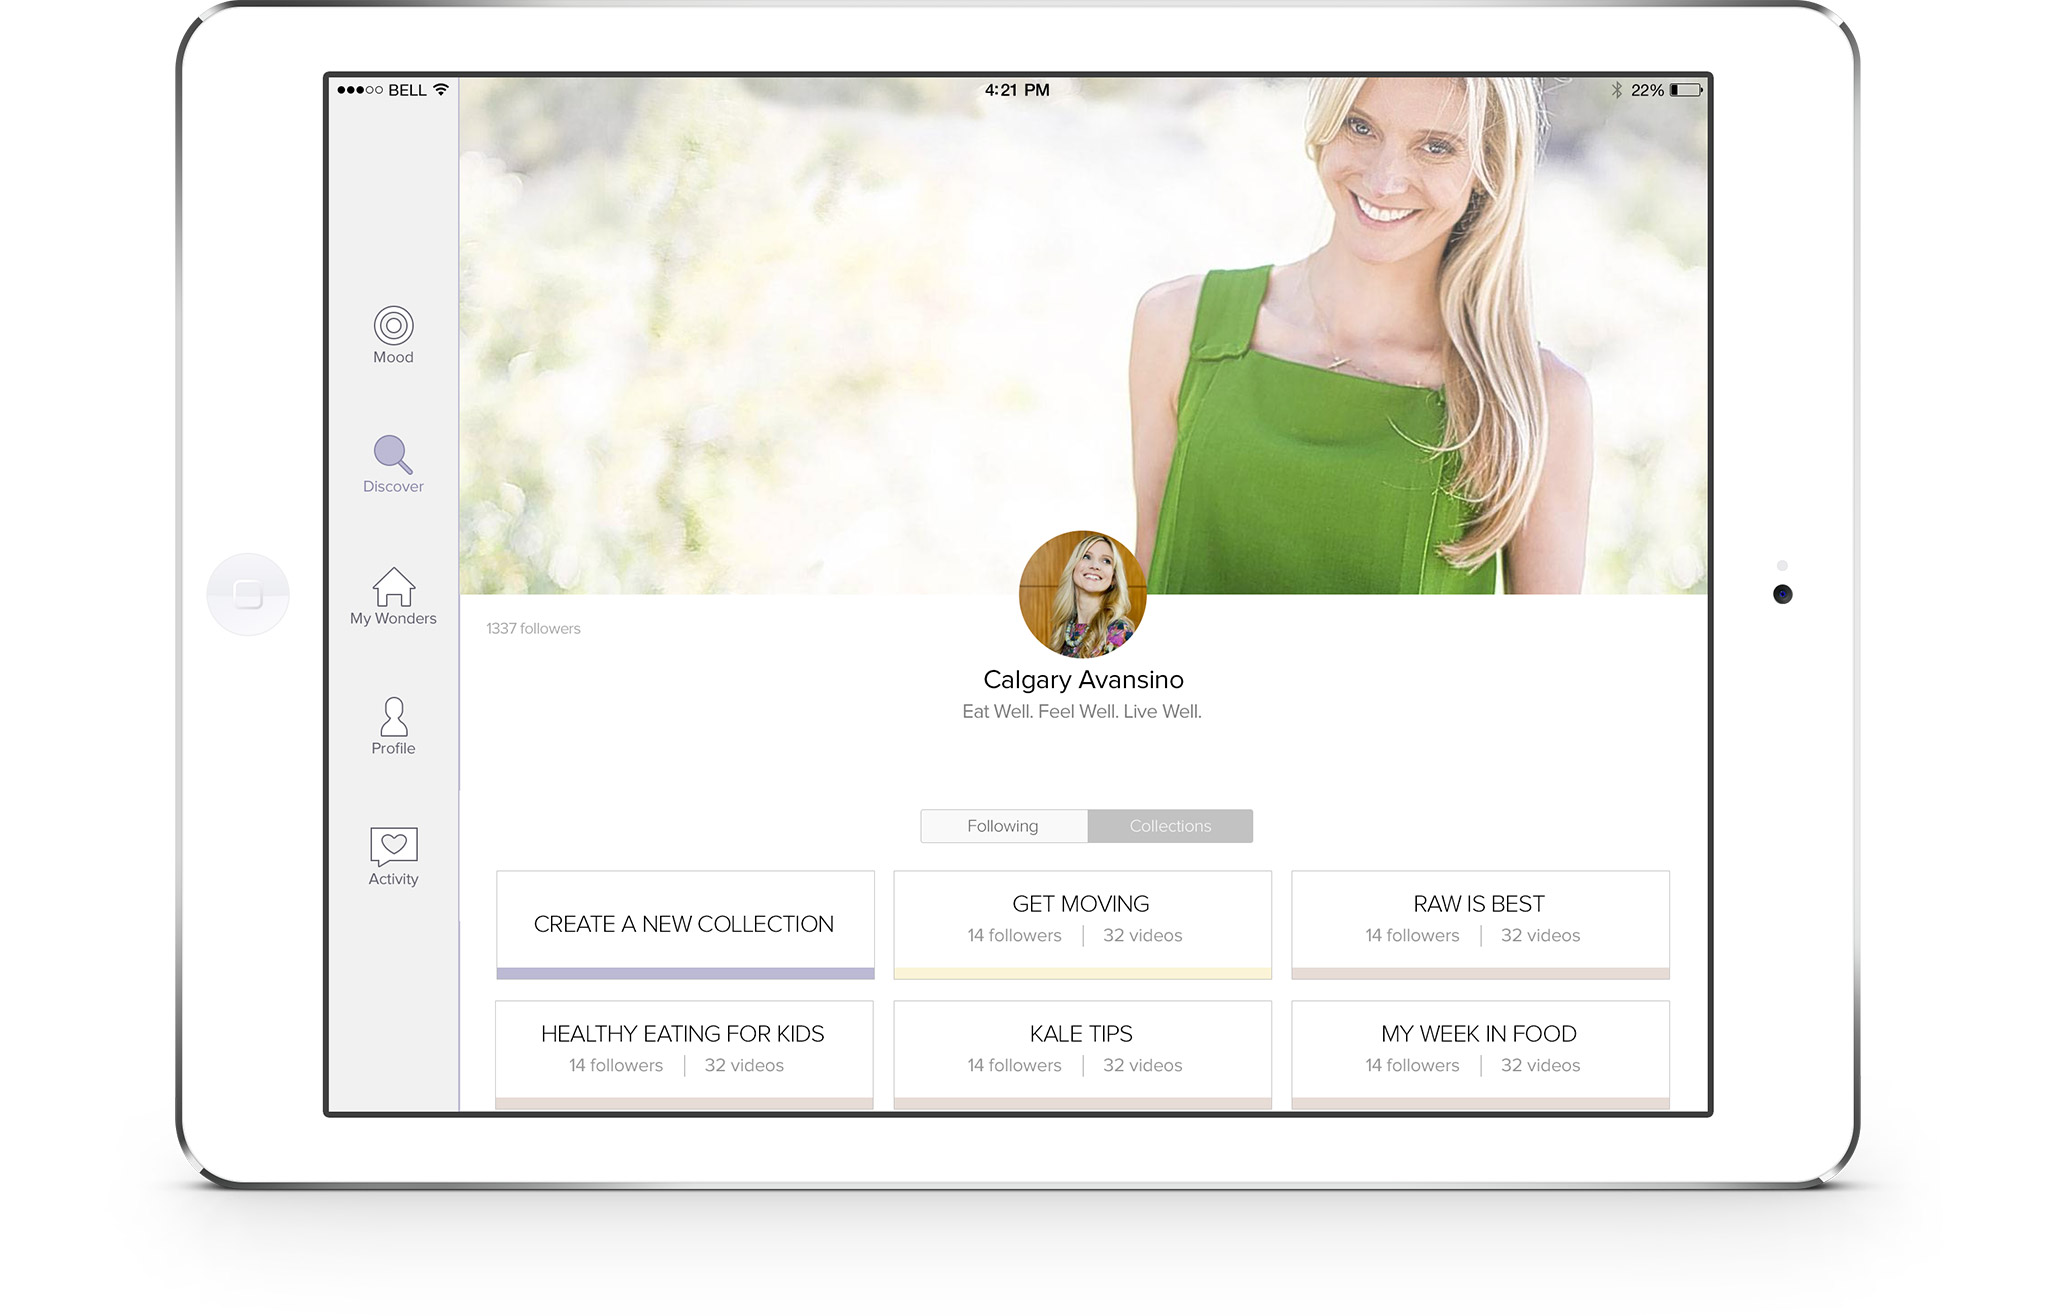 BELL
4:21 PM
22%
Mood
Discover
My Wonders
Profile
Activity
1337 followers
Calgary Avansino
Eat Well. Feel Well. Live Well.
Following
Collections
CREATE A NEW COLLECTION
GET MOVING
14 followers | 32 videos
RAW IS BEST
14 followers | 32 videos
HEALTHY EATING FOR KIDS
14 followers | 32 videos
KALE TIPS
14 followers | 32 videos
MY WEEK IN FOOD
14 followers | 32 videos